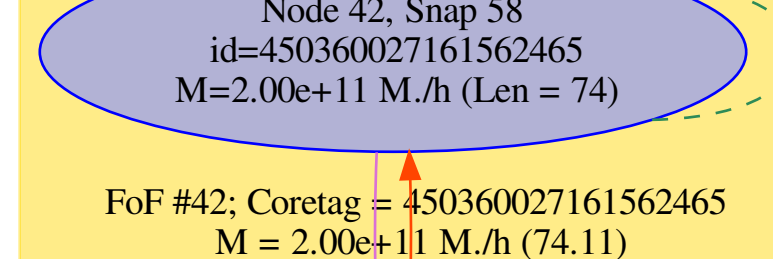 Node 42, Snap 58
id=450360027161562465
M=2.00e+11 M./h (Len = 74)
FoF #42; Coretag = 450360027161562465
M = 2.00e+11 M./h (74.11)